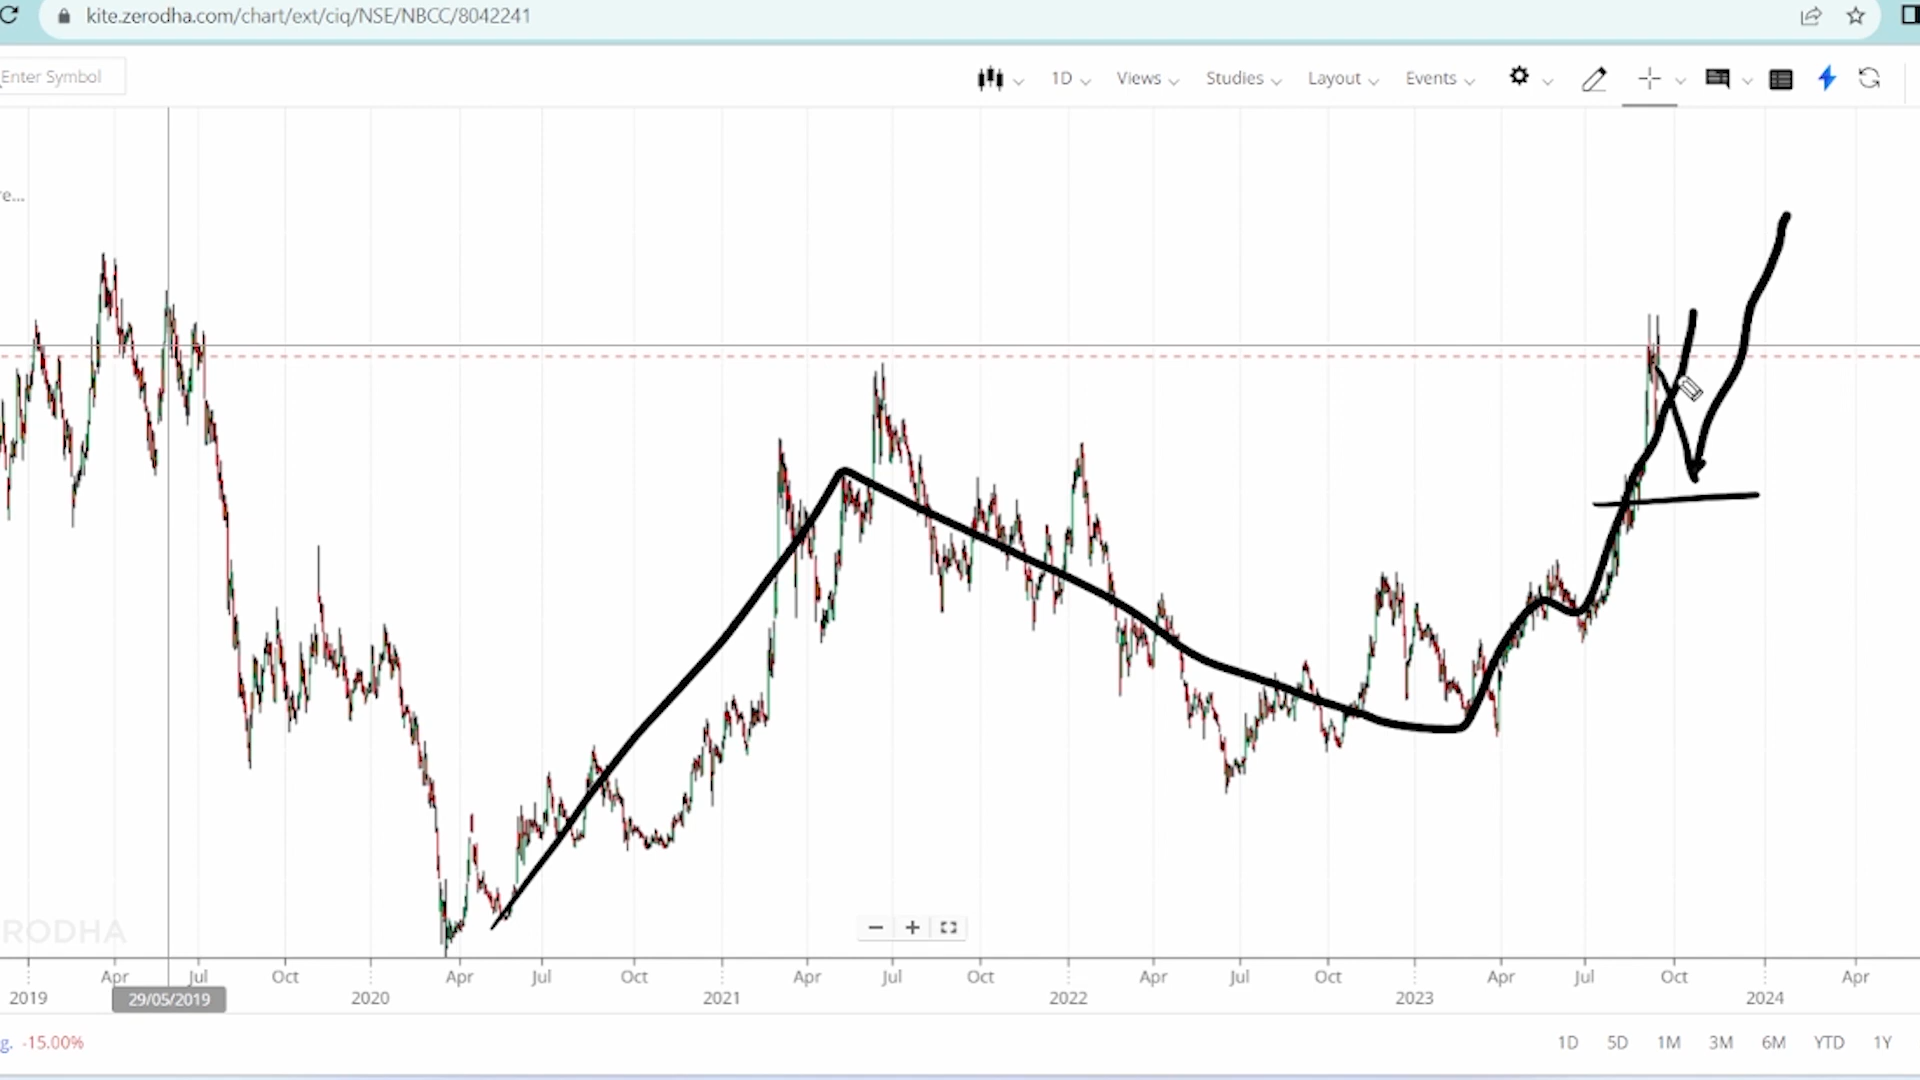 kite.zerodha.com/chart/ext/ciq/NSE/NBCC/8042241
Enter Symbol
1D Views Studies Layout Events
re...
RODHA
Apr Jul Oct Apr Jul Oct Apr Jul Oct Apr Jul Oct Apr Jul Oct Apr
2019 29/05/2019 2020 2021 2022 2023 2024
g. -15.00% 1D 5D 1M 3M 6M YTD 1Y